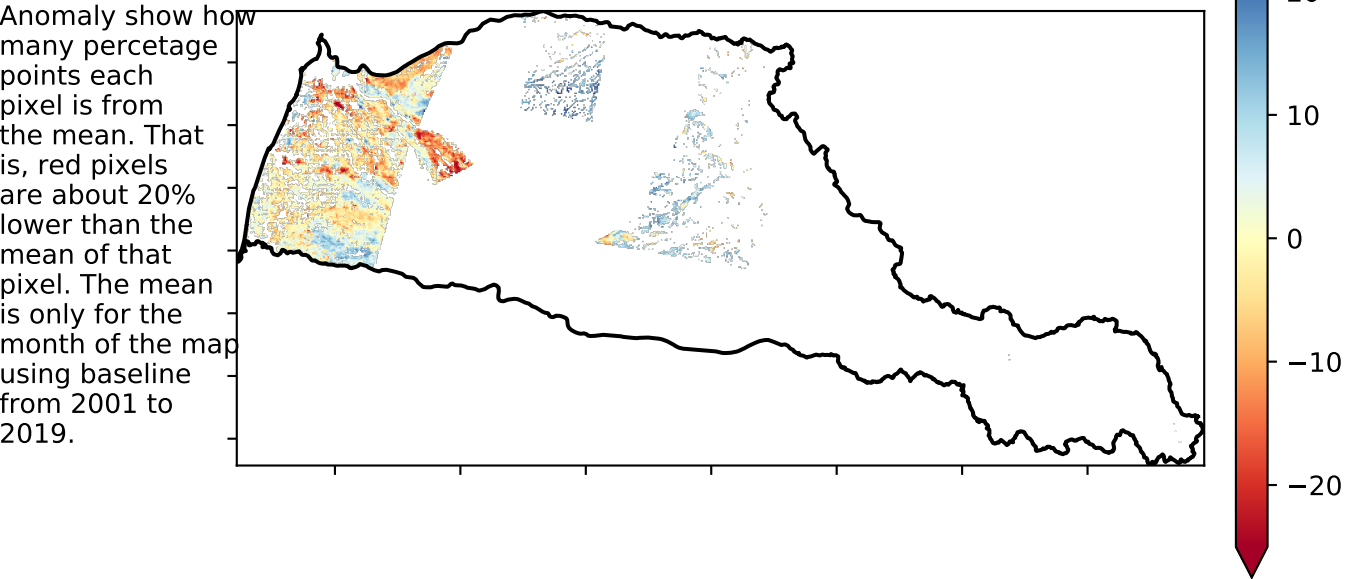 Anomaly show how
many percetage
points each
pixel is from
the mean. That
is, red pixels
are about 20%
lower than the
mean of that
pixel. The mean
is only for the
month of the map
using baseline
from 2001 to
2019.
10
0
−10
−20